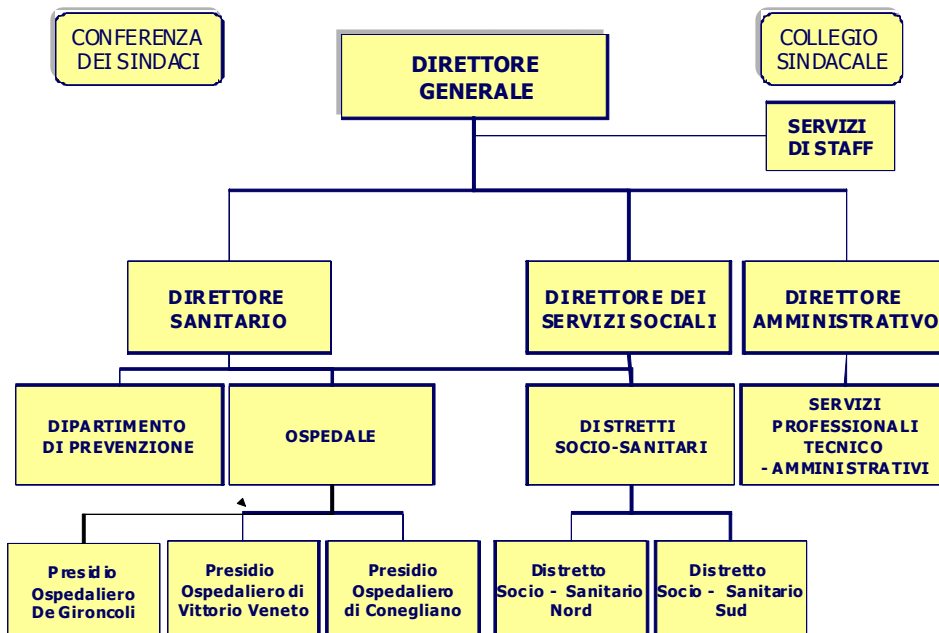 CONFERENZA
DEI SINDACI
DIRETTORE
GENERALE
COLLEGIO
SINDACALE
SERVIZI
DI STAFF
DIRETTORE
SANITARIO
DIRETTORE DEI
SERVIZI SOCIALI
DIRETTORE
AMMINISTRATIVO
DIPARTIMENTO
DI PREVENZIONE
OSPEDALE
DISTRETTI
SOCIO-SANITARI
SERVIZI
PROFESSIONALI
TECNICO
- AMMINISTRATIVI
Presidio
Ospedaliero
De Gironcoli
Presidio
Ospedaliero di
Vittorio Veneto
Presidio
Ospedaliero
di Conegliano
Distretto
Socio - Sanitario
Nord
Distretto
Socio - Sanitario
Sud